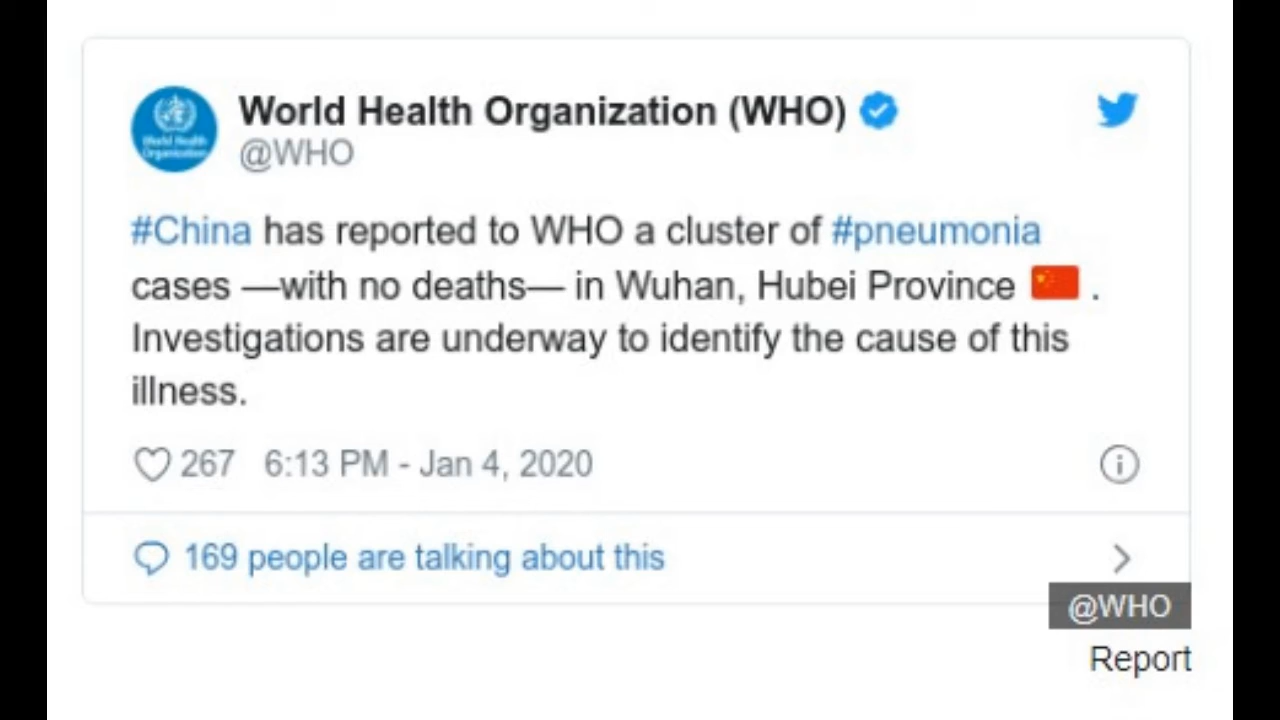 World Health Organization (WHO)
@WHO
#China has reported to WHO a cluster of #pneumonia
cases —with no deaths— in Wuhan, Hubei Province 🇨🇳 .
Investigations are underway to identify the cause of this
illness.
267 6:13 PM - Jan 4, 2020
169 people are talking about this
@WHO
Report